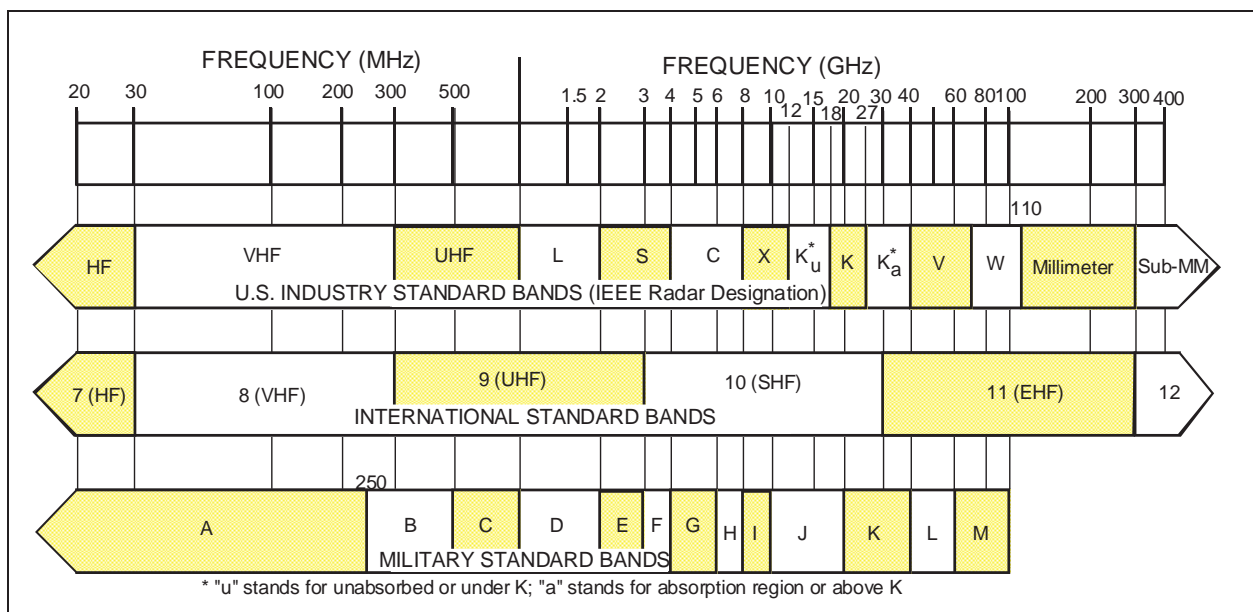 FREQUENCY (MHz) FREQUENCY (GHz)
20 30 100 200 300 500 1.5 2 3 4 5 6 8 10 15 20 30 40 60 80 100 200 300 400
12 18 27
110
HF VHF UHF L S C X K*u K K*a V W Millimeter Sub-MM
U.S. INDUSTRY STANDARD BANDS (IEEE Radar Designation)
7 (HF) 8 (VHF) 9 (UHF) 10 (SHF) 11 (EHF) 12
INTERNATIONAL STANDARD BANDS
250
A B C D E F G H I J K L M
MILITARY STANDARD BANDS
* "u" stands for unabsorbed or under K; "a" stands for absorption region or above K